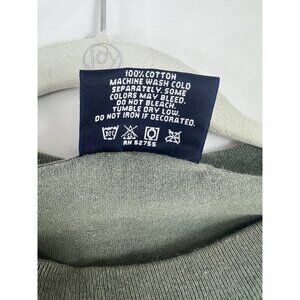 100% COTTON
MACHINE WASH COLD
SEPARATELY. SOME
COLORS MAY BLEED.
DO NOT BLEACH.
TUMBLE DRY LOW.
DO NOT IRON IF DECORATED.
RN 52755